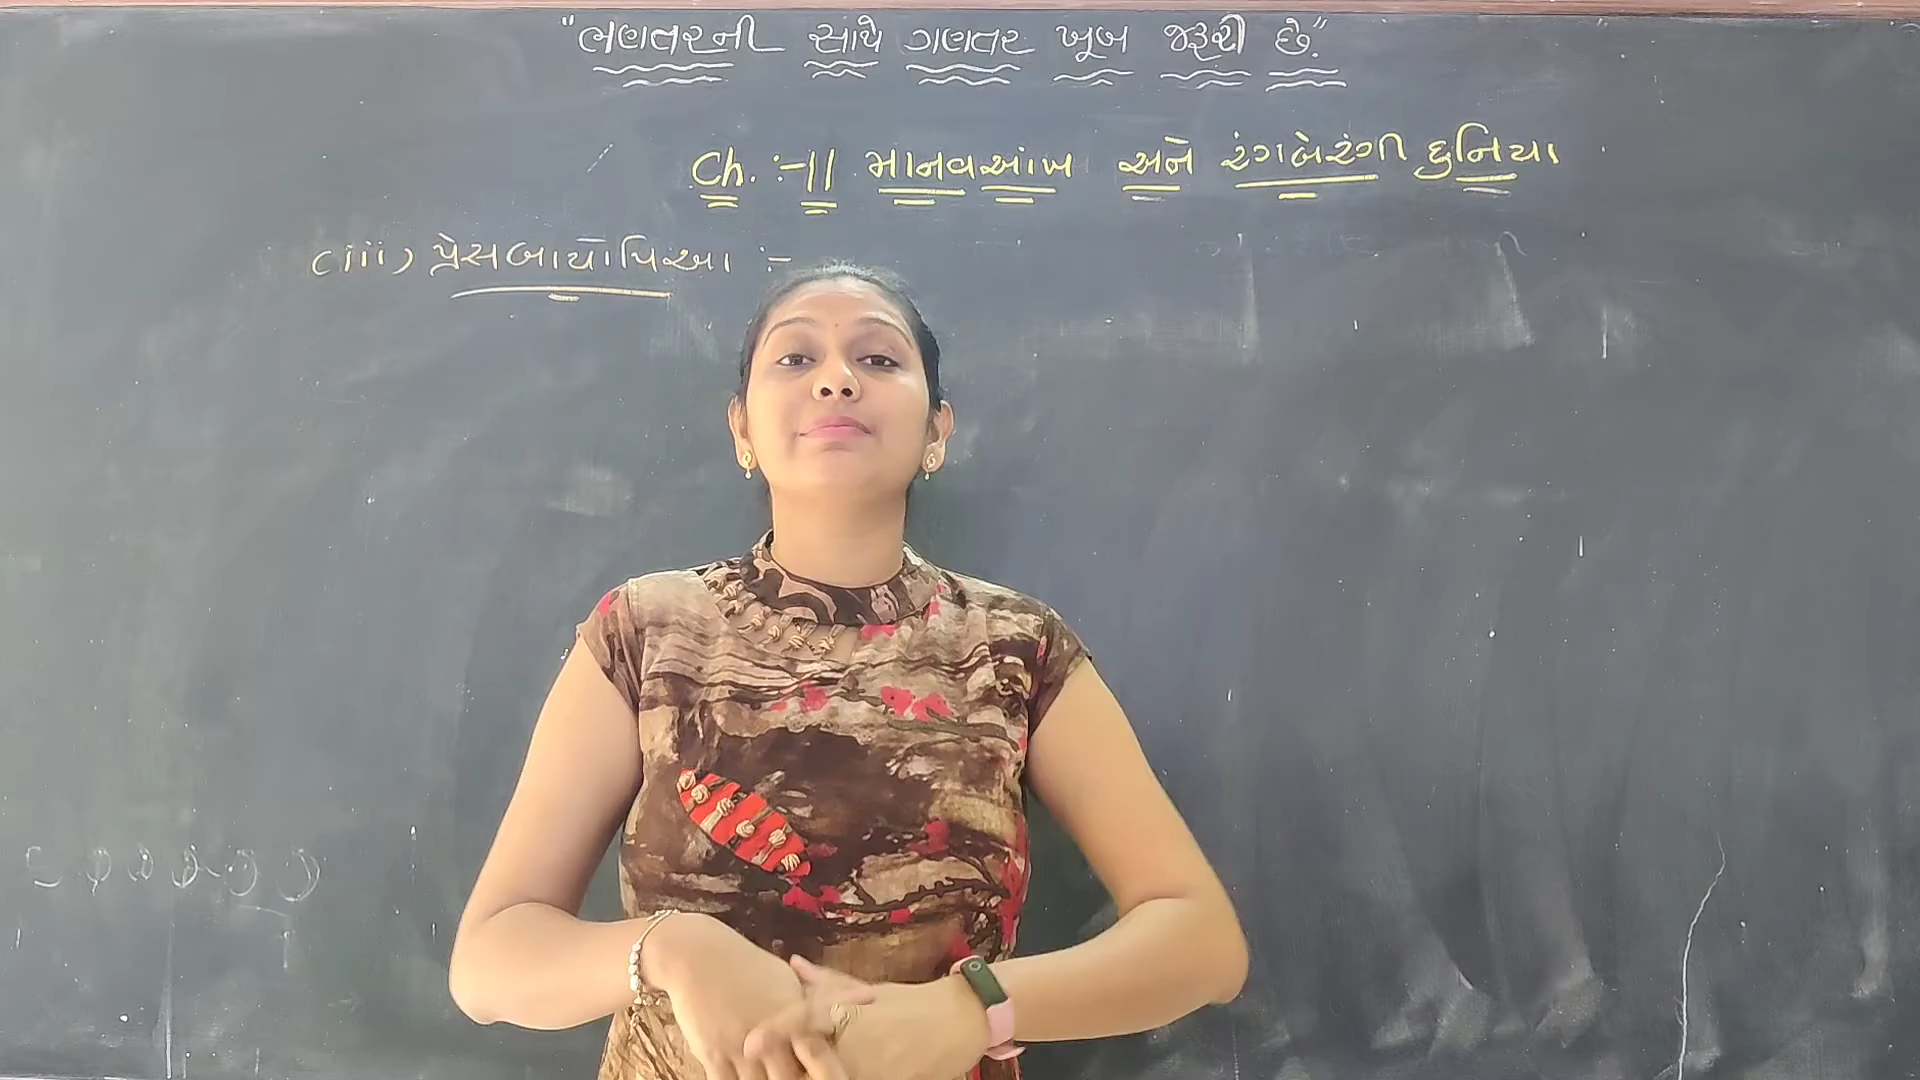 "ભણતરની સાથે ગણતર ખૂબ જરૂરી છે."
Ch. :- 11 માનવઆંખ અને રંગબેરંગી દુનિયા
(iii) પ્રેસબાયોપિઆ :-